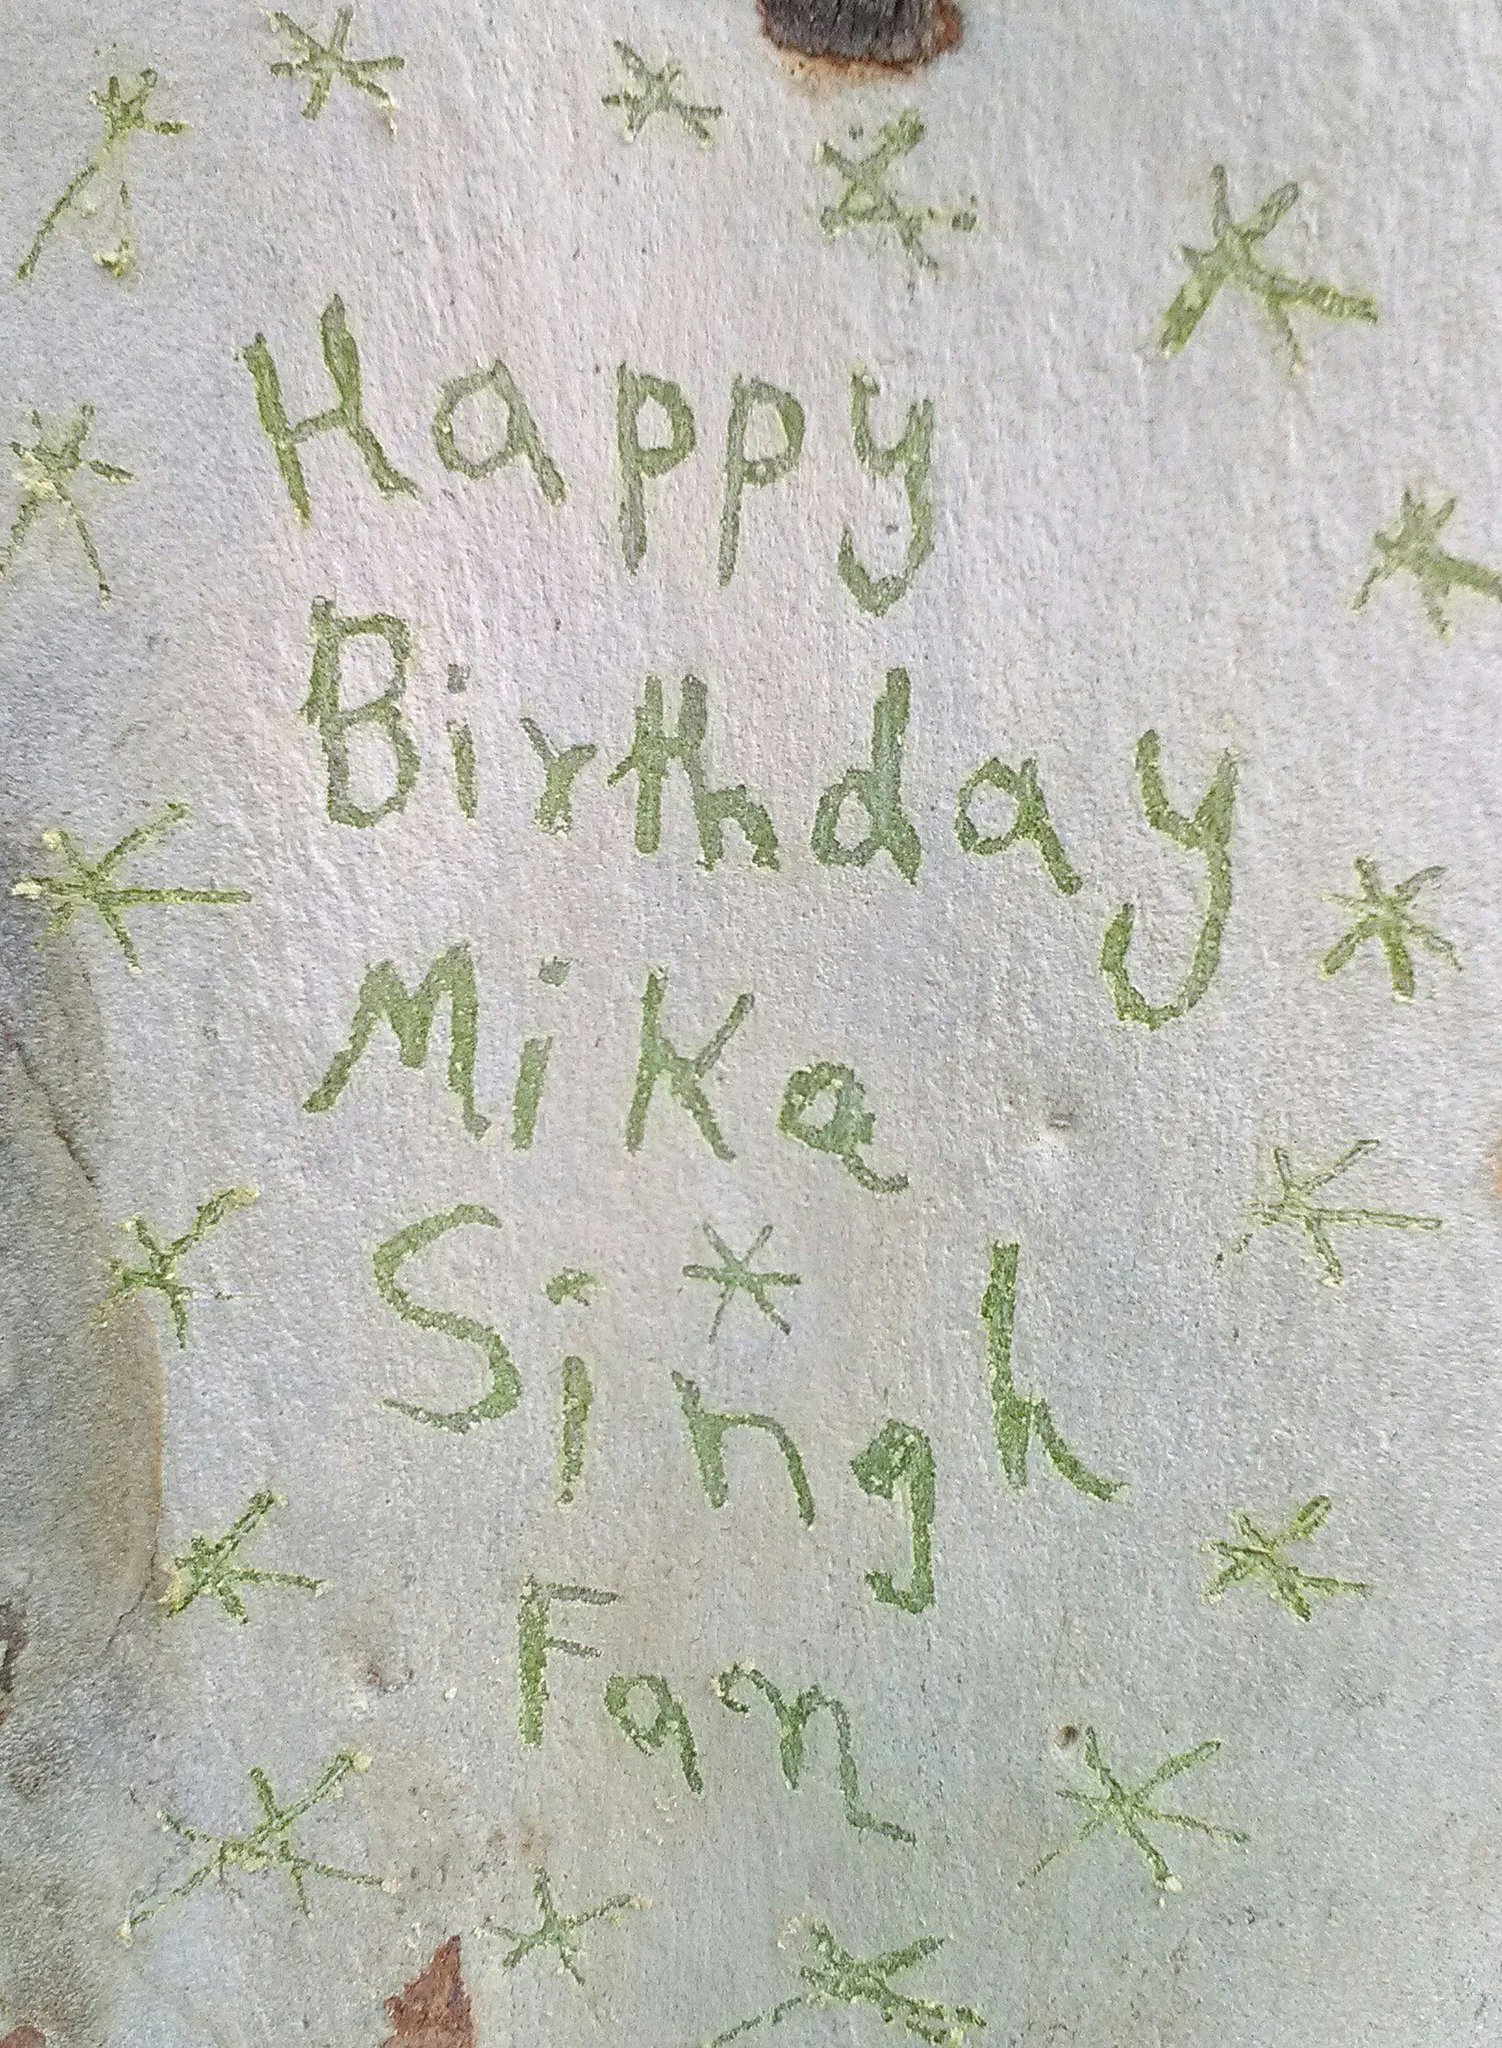 Happy
Birthday
Mika
Singh
Fan